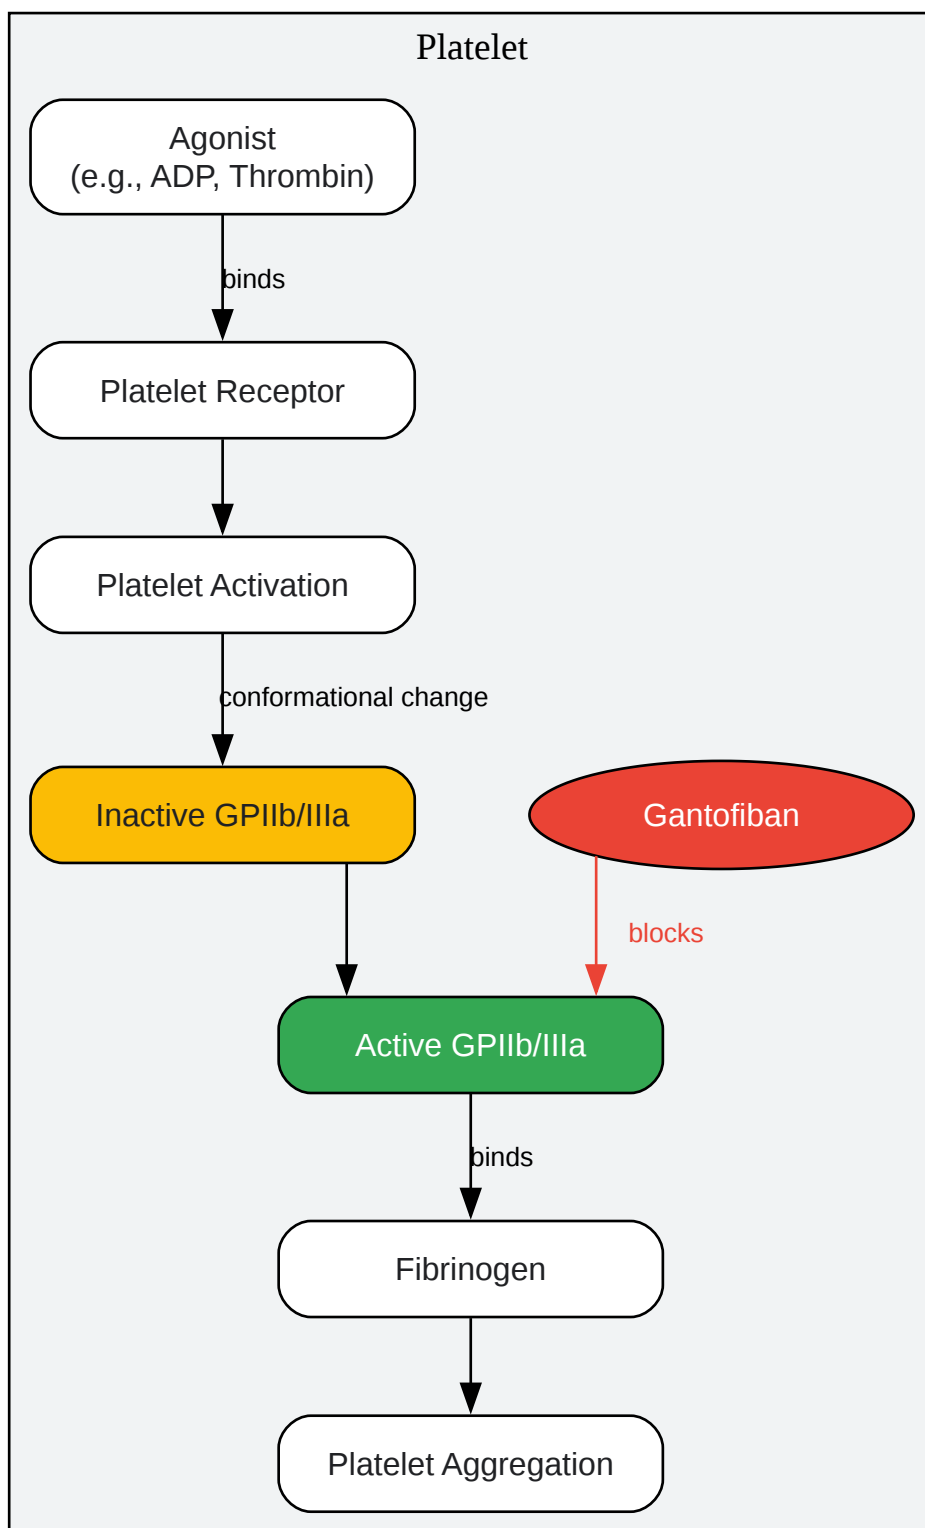 Platelet
Agonist
(e.g., ADP, Thrombin)
binds
Platelet Receptor
Platelet Activation
conformational change
Inactive GPIIb/IIIa
Gantofiban
blocks
Active GPIIb/IIIa
binds
Fibrinogen
Platelet Aggregation